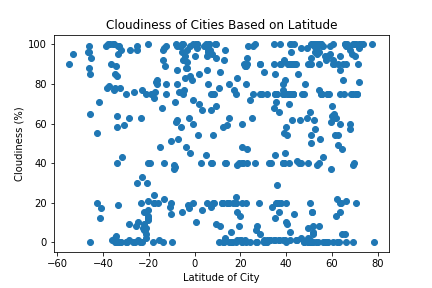 Cloudiness of Cities Based on Latitude
100
80
60
40
20
0
Cloudiness (%)
−60 −40 −20 0 20 40 60 80
Latitude of City